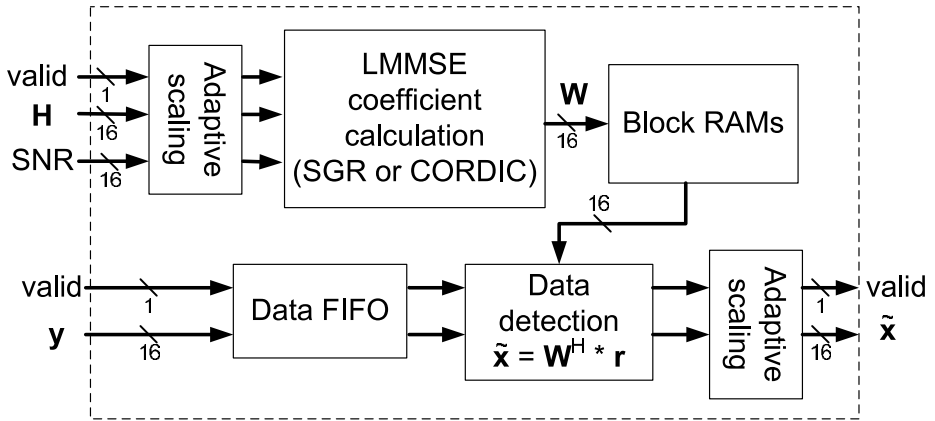 valid
1
H
16
SNR
16
Adaptive
scaling
LMMSE
coefficient
calculation
(SGR or CORDIC)
W
16
Block RAMs
16
valid
1
y
16
Data FIFO
Data
detection
x̃ = Wᴴ * r
Adaptive
scaling
1
valid
16
x̃